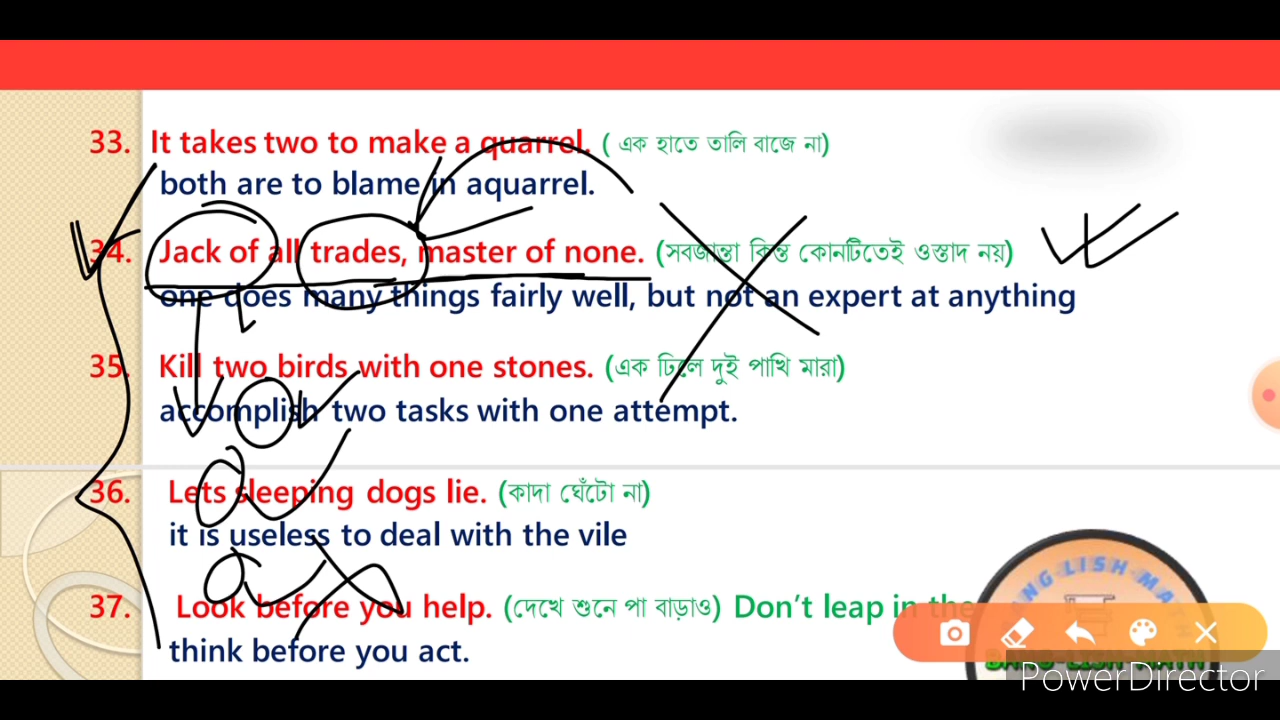 33. It takes two to make a quarrel. ( এক হাতে তালি বাজে না)
both are to blame in aquarrel.
34. Jack of all trades, master of none. (সবজান্তা কিন্তু কোনটিতেই ওস্তাদ নয়)
one does many things fairly well, but not an expert at anything
35. Kill two birds with one stones. (এক ঢিলে দুই পাখি মারা)
accomplish two tasks with one attempt.
36. Lets sleeping dogs lie. (কাদা ঘেঁটো না)
it is useless to deal with the vile
37. Look before you help. (দেখে শুনে পা বাড়াও) Don't leap in the
think before you act.
BANG-LISH MATH
PowerDirector